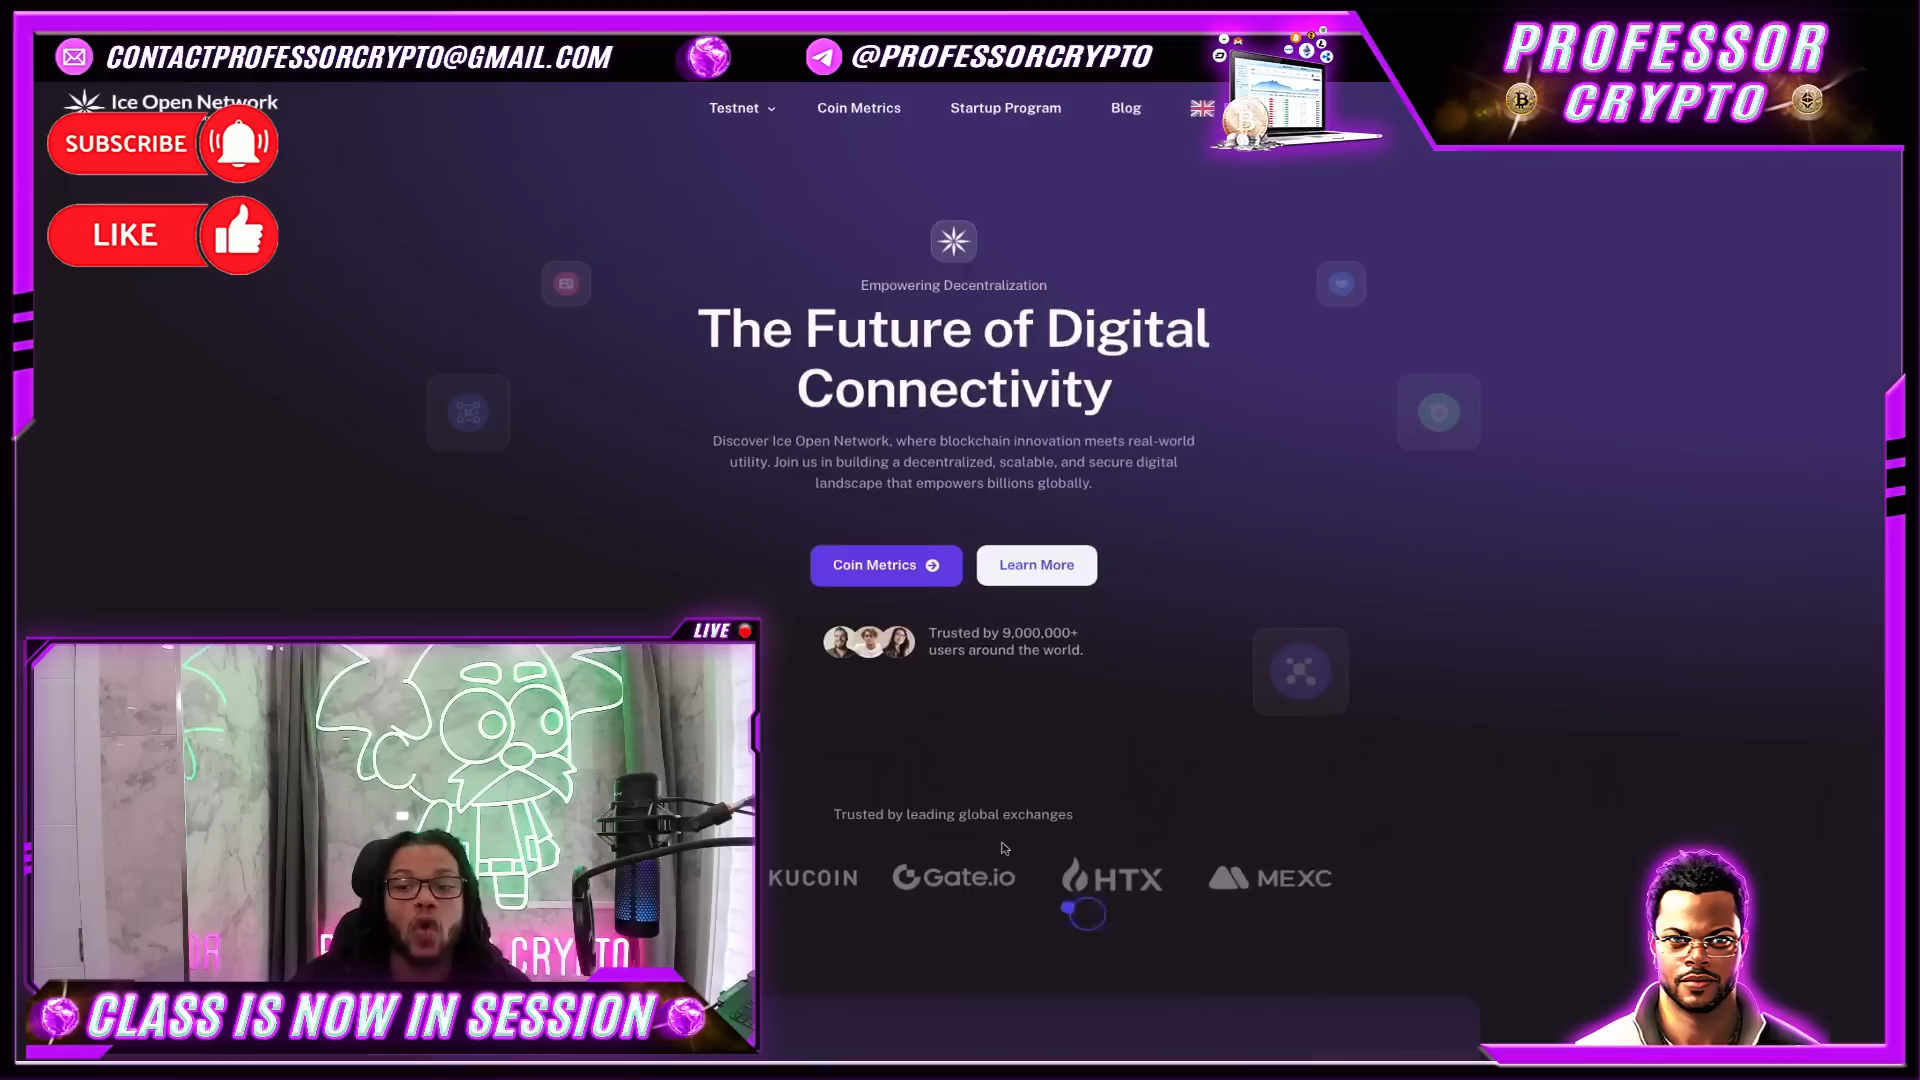 CONTACTPROFESSORCRYPTO@GMAIL.COM
@PROFESSORCRYPTO
PROFESSOR
CRYPTO
Ice Open Network
Testnet
Coin Metrics
Startup Program
Blog
SUBSCRIBE
LIKE
Empowering Decentralization
The Future of Digital
Connectivity
Discover Ice Open Network, where blockchain innovation meets real-world
utility. Join us in building a decentralized, scalable, and secure digital
landscape that empowers billions globally.
Coin Metrics
Learn More
Trusted by 9,000,000+
users around the world.
LIVE
Trusted by leading global exchanges
KUCOIN
Gate.io
HTX
MEXC
CLASS IS NOW IN SESSION